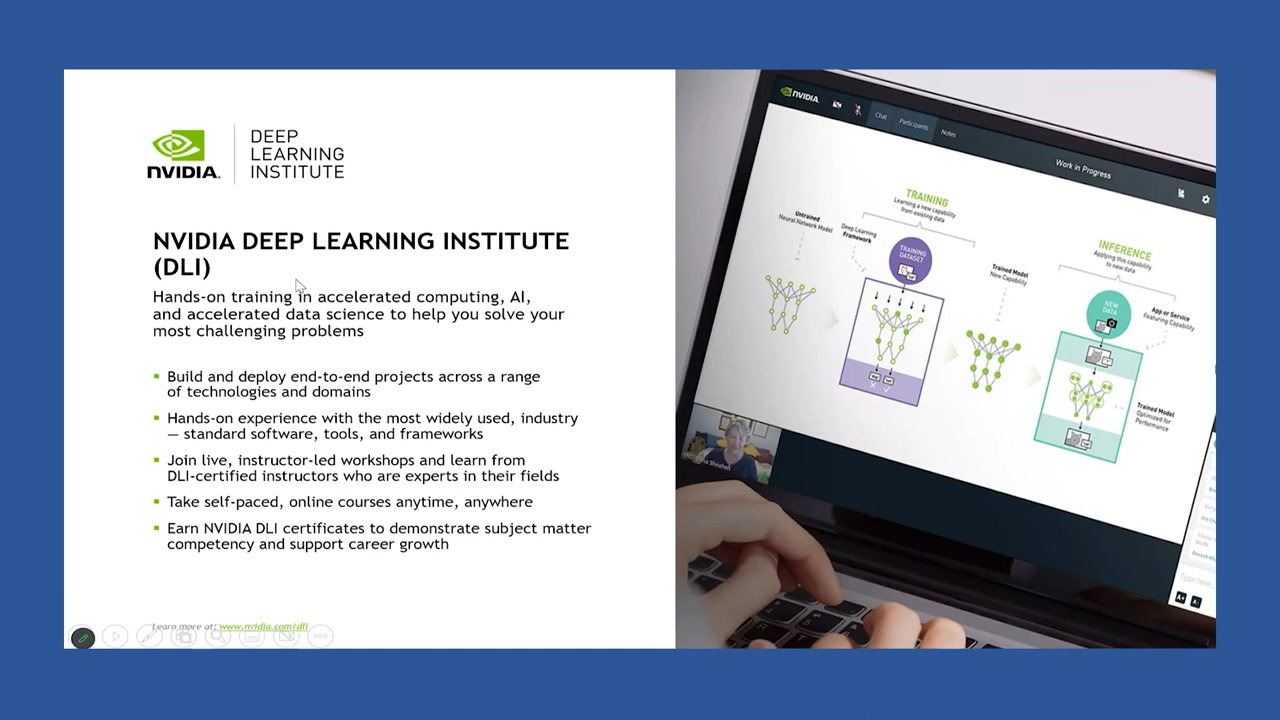 NVIDIA.
DEEP
LEARNING
INSTITUTE
NVIDIA DEEP LEARNING INSTITUTE
(DLI)
Hands-on training in accelerated computing, AI,
and accelerated data science to help you solve your
most challenging problems
▪ Build and deploy end-to-end projects across a range
of technologies and domains
▪ Hands-on experience with the most widely used, industry
— standard software, tools, and frameworks
▪ Join live, instructor-led workshops and learn from
DLI-certified instructors who are experts in their fields
▪ Take self-paced, online courses anytime, anywhere
▪ Earn NVIDIA DLI certificates to demonstrate subject matter
competency and support career growth
Learn more at: www.nvidia.com/dli
NVIDIA.
Chat
Participants
Notes
Work in Progress
TRAINING
Learning a new capability
from existing data
Untrained
Neural Network Model
Deep Learning
Framework
TRAINING
DATASET
Trained Model
New Capability
INFERENCE
Applying this capability
to new data
NEW
DATA
App or Service
Featuring Capability
Trained Model
Optimized for
Performance
Type here...